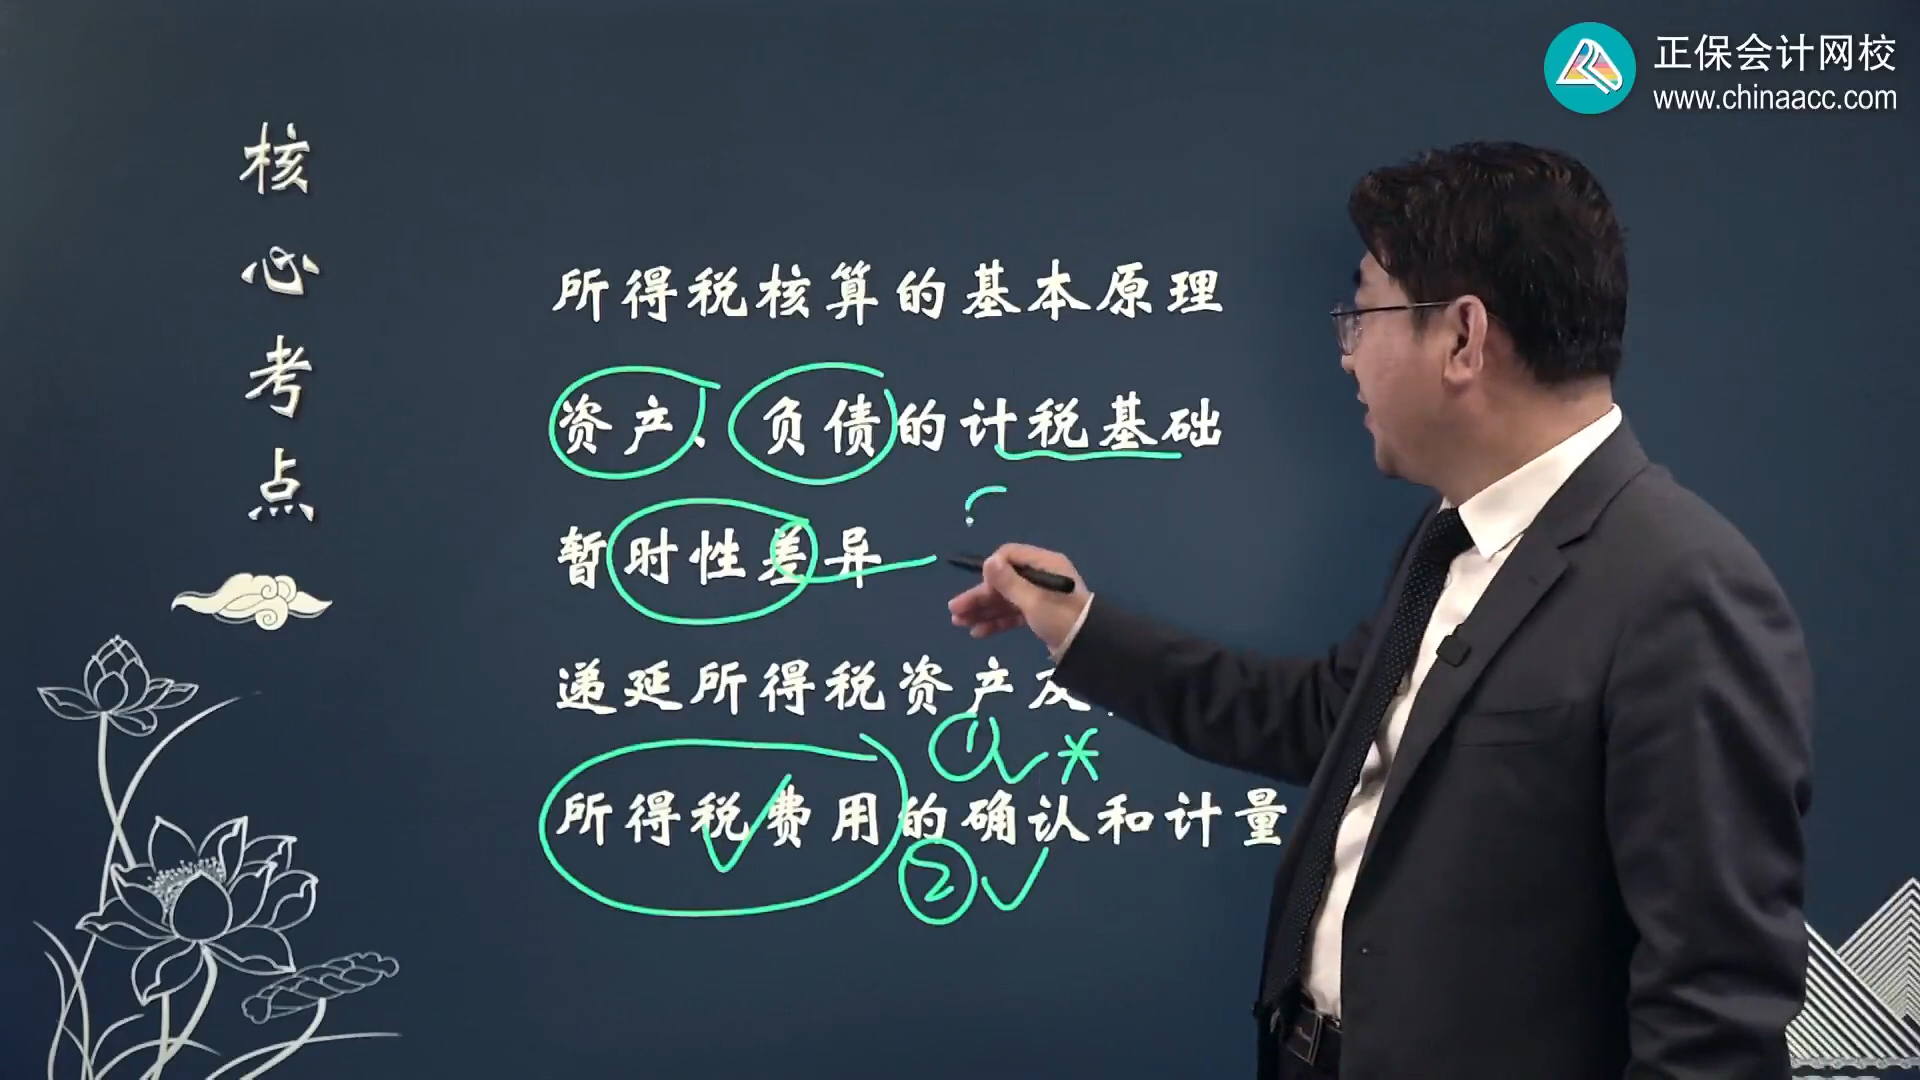 正保会计网校
www.chinaacc.com
核心考点
所得税核算的基本原理
资产、负债的计税基础
暂时性差异
递延所得税资产及
所得税费用的确认和计量
①
②